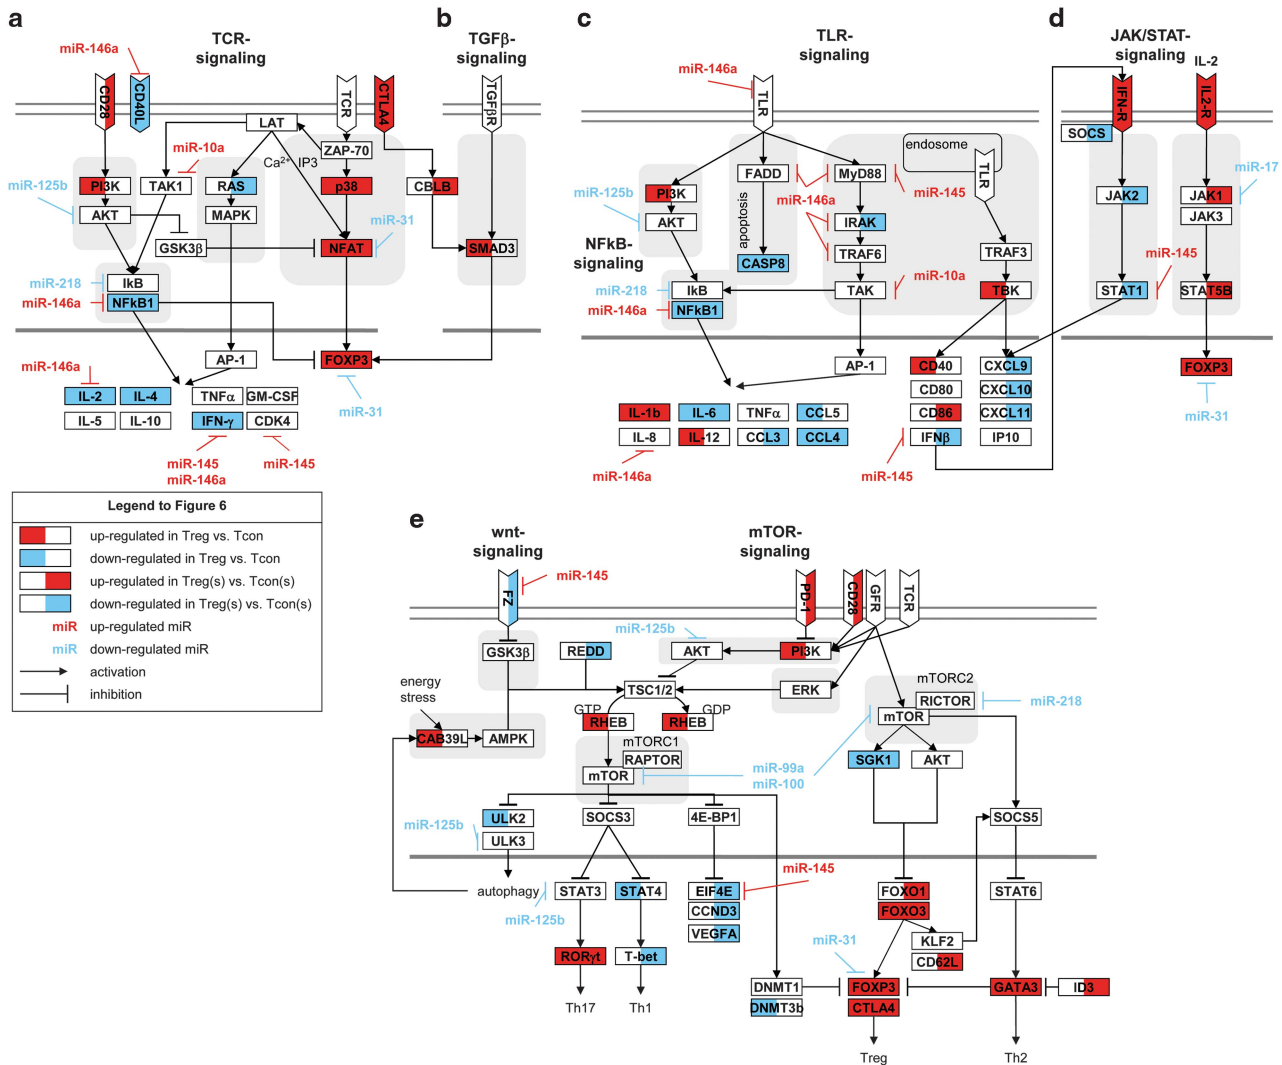 a
TCR-
signaling
miR-146a
CD28
CD40L
TCR
CTLA4
LAT
ZAP-70
Ca2+
IP3
miR-10a
miR-125b
PI3K
TAK1
RAS
p38
CBLB
AKT
MAPK
miR-31
GSK3β
NFAT
miR-218
IkB
miR-146a
NFkB1
AP-1
FOXP3
miR-146a
IL-2
IL-4
TNFα
GM-CSF
miR-31
IL-5
IL-10
IFN-γ
CDK4
miR-145
miR-146a
miR-145
b
TGFβ-
signaling
TGFβR
SMAD3
c
TLR-
signaling
miR-146a
TLR
endosome
TLR
miR-125b
PI3K
FADD
MyD88
miR-145
AKT
apoptosis
miR-146a
IRAK
NFkB-
signaling
CASP8
TRAF6
TRAF3
miR-10a
miR-218
IkB
TAK
TBK
miR-146a
NFkB1
AP-1
CD40
CXCL9
CD80
CXCL10
IL-1b
IL-6
TNFα
CCL5
CD86
CXCL11
IL-8
IL-12
CCL3
CCL4
IFNβ
IP10
miR-146a
miR-145
d
JAK/STAT-
signaling
IL-2
IFN-R
IL2-R
SOCS
miR-17
JAK2
JAK1
JAK3
miR-145
STAT1
STAT5B
FOXP3
miR-31
Legend to Figure 6
up-regulated in Treg vs. Tcon
down-regulated in Treg vs. Tcon
up-regulated in Treg(s) vs. Tcon(s)
down-regulated in Treg(s) vs. Tcon(s)
miR up-regulated miR
miR down-regulated miR
activation
inhibition
e
wnt-
signaling
mTOR-
signaling
miR-145
FZ
PD-1
CD28
GFR
TCR
miR-125b
GSK3β
REDD
AKT
PI3K
energy
stress
TSC1/2
ERK
mTORC2
RICTOR
miR-218
GTP
GDP
RHEB
RHEB
mTOR
CAB39L
AMPK
mTORC1
RAPTOR
SGK1
AKT
mTOR
miR-99a
miR-100
miR-125b
ULK2
SOCS3
4E-BP1
SOCS5
ULK3
miR-145
autophagy
STAT3
STAT4
EIF4E
FOXO1
STAT6
miR-125b
CCND3
FOXO3
VEGFA
miR-31
KLF2
RORγt
T-bet
CD62L
DNMT1
FOXP3
GATA3
ID3
Th17
Th1
DNMT3b
CTLA4
Treg
Th2